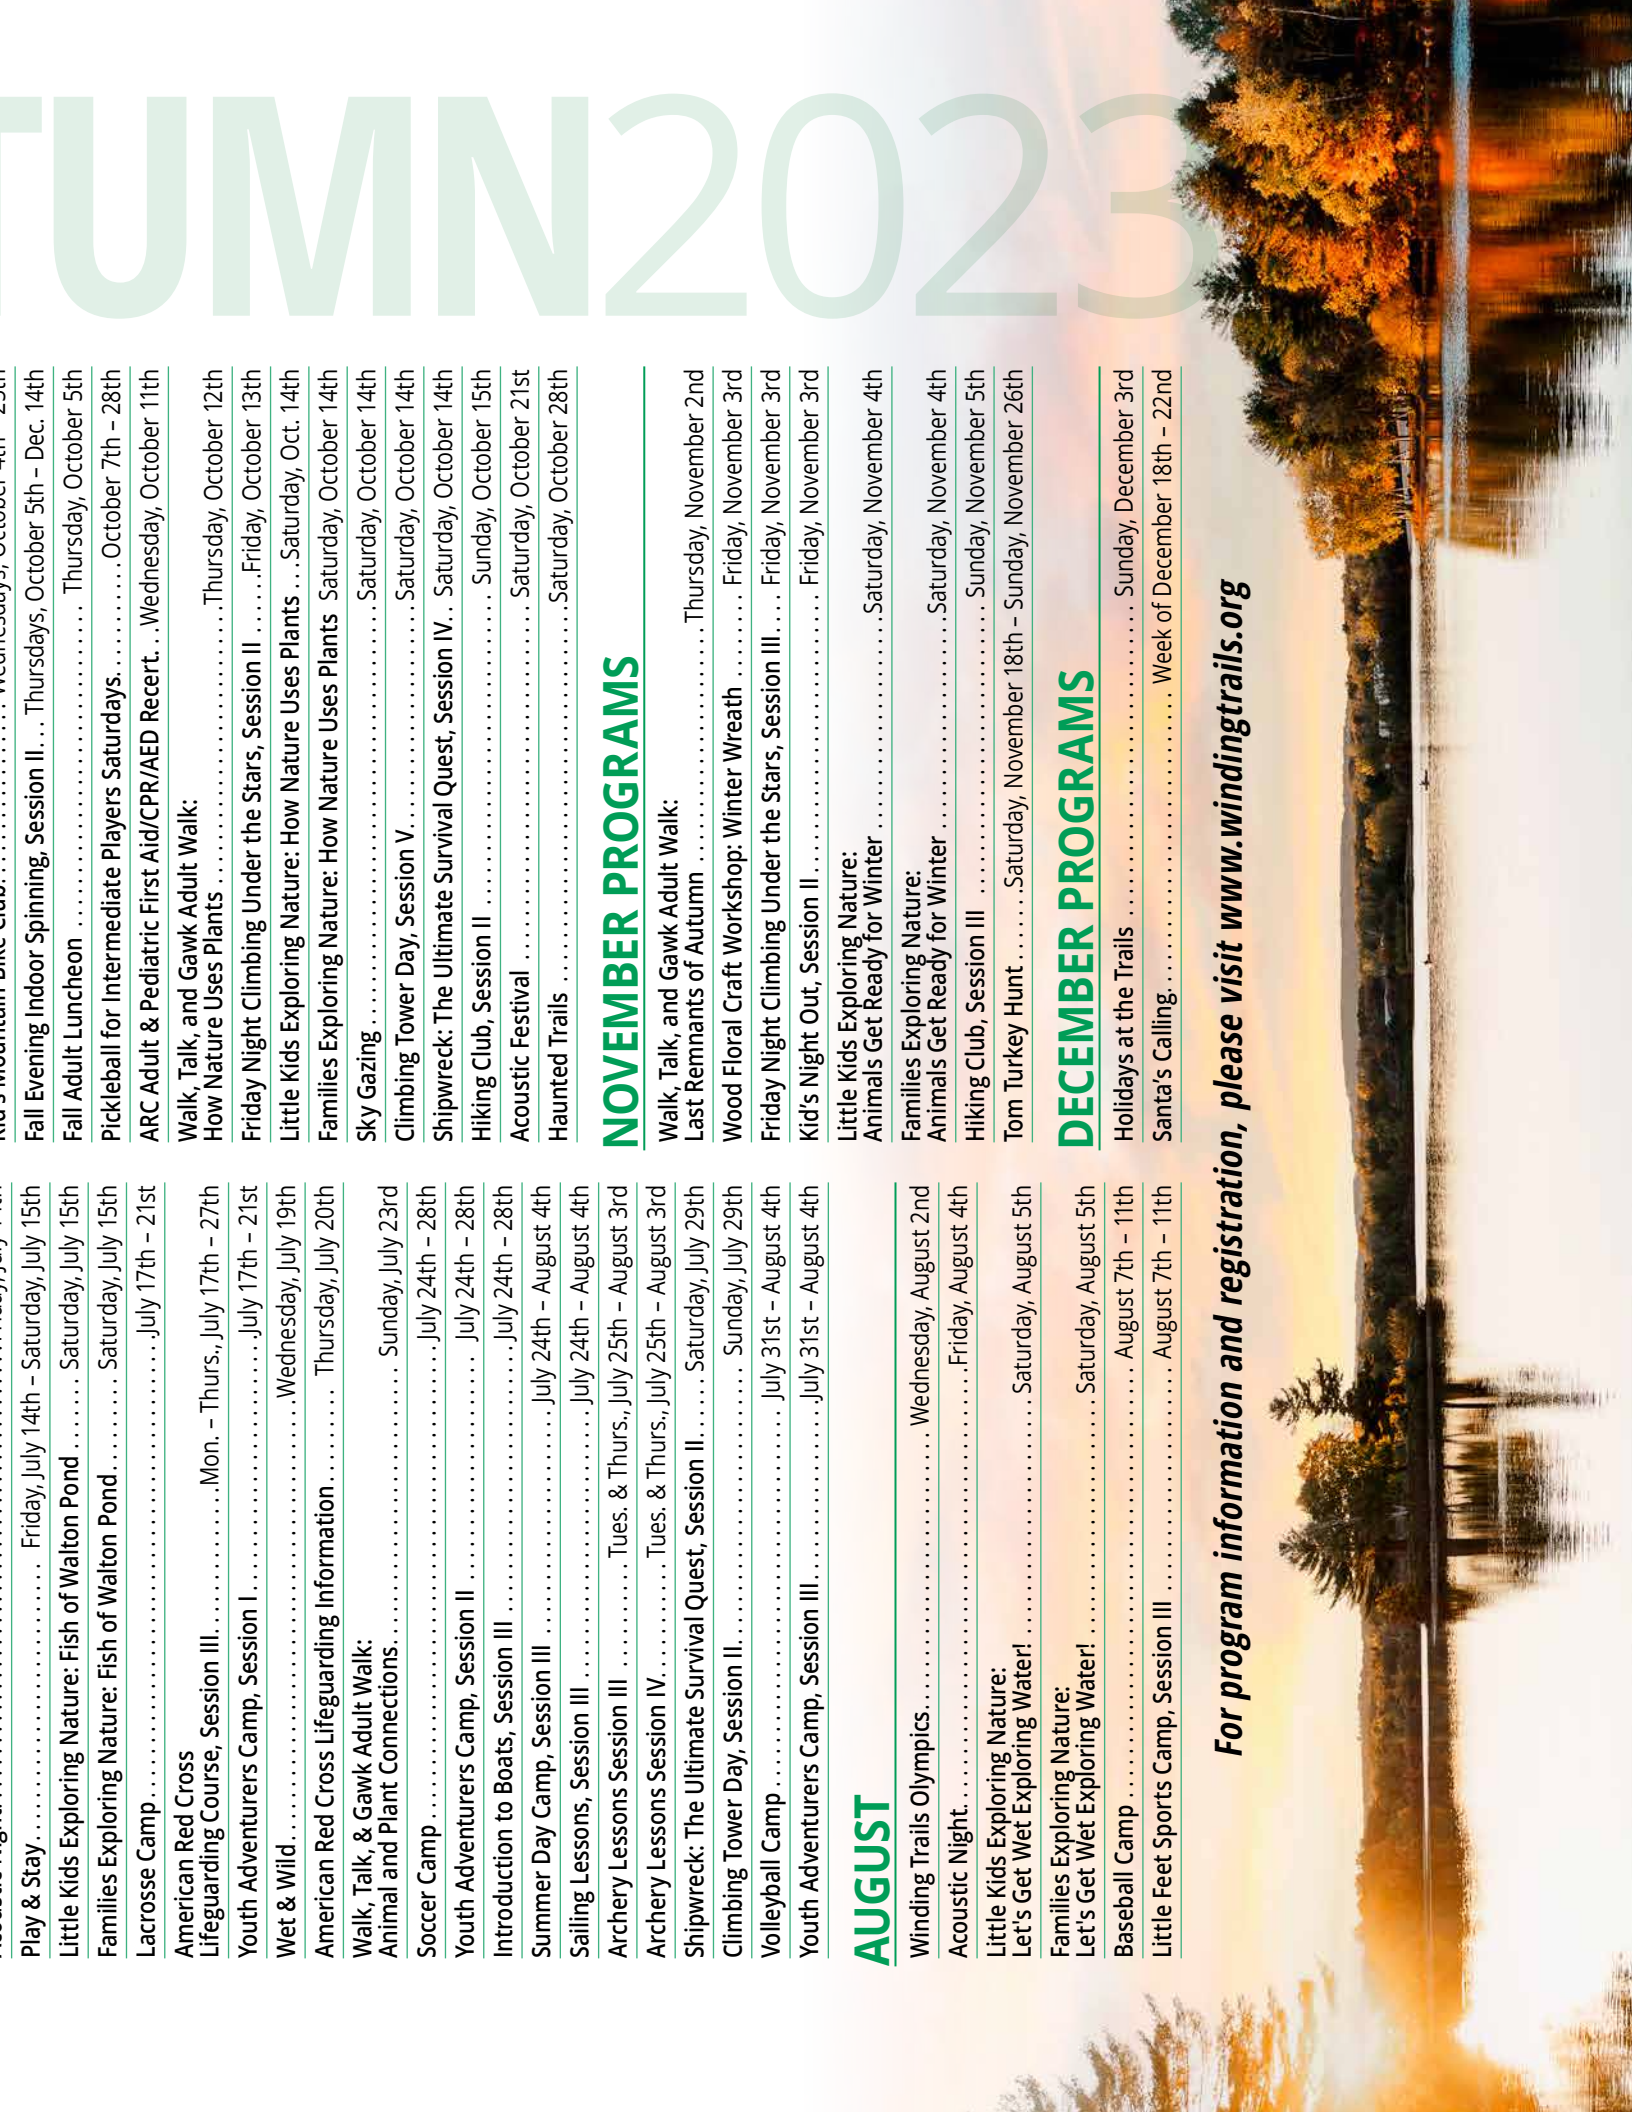 TUMN2023
Play & Stay. . . . . . . . . . . . . . . . . . . . . . . . . Friday, July 14th – Saturday, July 15th
Little Kids Exploring Nature: Fish of Walton Pond . . . . . . Saturday, July 15th
Families Exploring Nature: Fish of Walton Pond . . . . . . . Saturday, July 15th
Lacrosse Camp. . . . . . . . . . . . . . . . . . . . . . . . . . . . . . . . . . . .July 17th – 21st
American Red Cross
Lifeguarding Course, Session III. . . . . . . . . . .Mon. – Thurs., July 17th – 27th
Youth Adventurers Camp, Session I . . . . . . . . . . . . . . . . . . .July 17th – 21st
Wet & Wild. . . . . . . . . . . . . . . . . . . . . . . . . . . . . . . . .Wednesday, July 19th
American Red Cross Lifeguarding Information . . . . . . . . Thursday, July 20th
Walk, Talk, & Gawk Adult Walk:
Animal and Plant Connections. . . . . . . . . . . . . . . . . . . . . Sunday, July 23rd
Soccer Camp . . . . . . . . . . . . . . . . . . . . . . . . . . . . . . . . . . . . .July 24th – 28th
Youth Adventurers Camp, Session II . . . . . . . . . . . . . . . . . . July 24th – 28th
Introduction to Boats, Session III . . . . . . . . . . . . . . . . . . . . .July 24th – 28th
Summer Day Camp, Session III . . . . . . . . . . . . . . . . . July 24th – August 4th
Sailing Lessons, Session III . . . . . . . . . . . . . . . . . . . . .July 24th – August 4th
Archery Lessons Session III . . . . . . . . .Tues. & Thurs., July 25th – August 3rd
Archery Lessons Session IV. . . . . . . . . .Tues. & Thurs., July 25th – August 3rd
Shipwreck: The Ultimate Survival Quest, Session II. . . . . . Saturday, July 29th
Climbing Tower Day, Session II. . . . . . . . . . . . . . . . . . . . . . Sunday, July 29th
Volleyball Camp . . . . . . . . . . . . . . . . . . . . . . . . . . . . . . July 31st – August 4th
Youth Adventurers Camp, Session III. . . . . . . . . . . . . .July 31st – August 4th
AUGUST
Winding Trails Olympics. . . . . . . . . . . . . . . . . . . . . . . Wednesday, August 2nd
Acoustic Night. . . . . . . . . . . . . . . . . . . . . . . . . . . . . . . . . . .Friday, August 4th
Little Kids Exploring Nature:
Let's Get Wet Exploring Water! . . . . . . . . . . . . . . . . . . . Saturday, August 5th
Families Exploring Nature:
Let's Get Wet Exploring Water! . . . . . . . . . . . . . . . . . . . Saturday, August 5th
Baseball Camp . . . . . . . . . . . . . . . . . . . . . . . . . . . . . . . . . . August 7th – 11th
Little Feet Sports Camp, Session III . . . . . . . . . . . . . . . . . August 7th – 11th
Fall Evening Indoor Spinning, Session II. . . Thursdays, October 5th – Dec. 14th
Fall Adult Luncheon . . . . . . . . . . . . . . . . . . . . . . . . . . Thursday, October 5th
Pickleball for Intermediate Players Saturdays. . . . . . . . .October 7th – 28th
ARC Adult & Pediatric First Aid/CPR/AED Recert. . . Wednesday, October 11th
Walk, Talk, and Gawk Adult Walk:
How Nature Uses Plants . . . . . . . . . . . . . . . . . . . . . .Thursday, October 12th
Friday Night Climbing Under the Stars, Session II . . . . .Friday, October 13th
Little Kids Exploring Nature: How Nature Uses Plants . . .Saturday, Oct. 14th
Families Exploring Nature: How Nature Uses Plants Saturday, October 14th
Sky Gazing . . . . . . . . . . . . . . . . . . . . . . . . . . . . . . . . . Saturday, October 14th
Climbing Tower Day, Session V. . . . . . . . . . . . . . . . . .Saturday, October 14th
Shipwreck: The Ultimate Survival Quest, Session IV. . Saturday, October 14th
Hiking Club, Session II . . . . . . . . . . . . . . . . . . . . . . . . Sunday, October 15th
Acoustic Festival . . . . . . . . . . . . . . . . . . . . . . . . . . . . . Saturday, October 21st
Haunted Trails . . . . . . . . . . . . . . . . . . . . . . . . . . . . . .Saturday, October 28th
NOVEMBER PROGRAMS
Walk, Talk, and Gawk Adult Walk:
Last Remnants of Autumn . . . . . . . . . . . . . . . . . . . Thursday, November 2nd
Wood Floral Craft Workshop: Winter Wreath . . . . . . . Friday, November 3rd
Friday Night Climbing Under the Stars, Session III . . . . Friday, November 3rd
Kid's Night Out, Session II. . . . . . . . . . . . . . . . . . . . . . . Friday, November 3rd
Little Kids Exploring Nature:
Animals Get Ready for Winter . . . . . . . . . . . . . . . . . .Saturday, November 4th
Families Exploring Nature:
Animals Get Ready for Winter . . . . . . . . . . . . . . . . . .Saturday, November 4th
Hiking Club, Session III . . . . . . . . . . . . . . . . . . . . . . Sunday, November 5th
Tom Turkey Hunt . . . . . . .Saturday, November 18th – Sunday, November 26th
DECEMBER PROGRAMS
Holidays at the Trails . . . . . . . . . . . . . . . . . . . . . . . . . Sunday, December 3rd
Santa's Calling. . . . . . . . . . . . . . . . . . . . . . . . Week of December 18th – 22nd
For program information and registration, please visit www.windingtrails.org